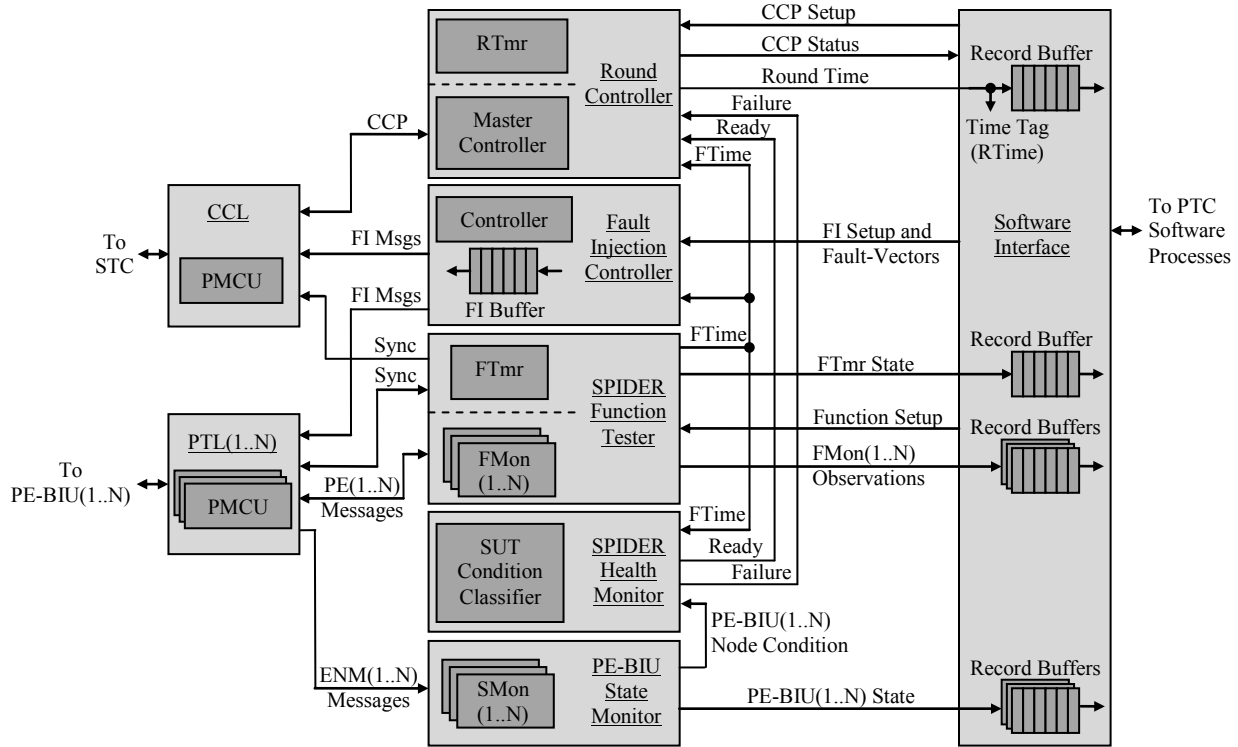 CCP Setup
CCP Status
Round Time
Failure
Ready
FTime
RTmr
Round
Controller
Master
Controller
Record Buffer
Time Tag
(RTime)
CCP
CCL
PMCU
To
STC
FI Msgs
FI Msgs
Sync
Sync
Controller
FI Buffer
Fault
Injection
Controller
FI Setup and
Fault-Vectors
Software
Interface
To PTC
Software
Processes
FTime
FTmr
SPIDER
Function
Tester
FMon
(1..N)
FTmr State
Record Buffer
Function Setup
FMon(1..N)
Observations
Record Buffers
PTL(1..N)
PMCU
To
PE-BIU(1..N)
PE(1..N)
Messages
FTime
Ready
Failure
SUT
Condition
Classifier
SPIDER
Health
Monitor
PE-BIU(1..N)
Node Condition
ENM(1..N)
Messages
SMon
(1..N)
PE-BIU
State
Monitor
PE-BIU(1..N) State
Record Buffers